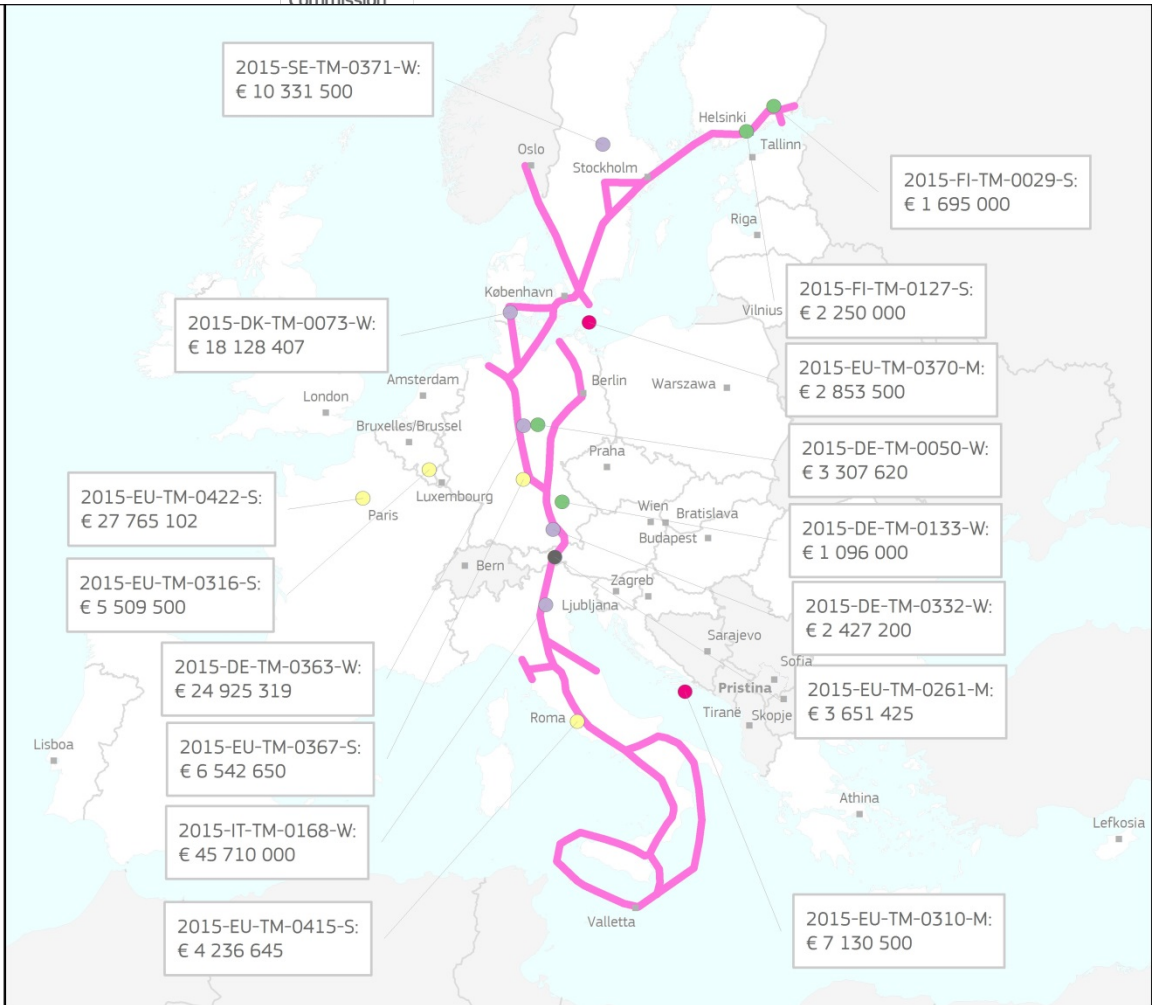 Commission
2015-SE-TM-0371-W:
€ 10 331 500
Helsinki
Tallinn
Oslo
Stockholm
2015-FI-TM-0029-S:
€ 1 695 000
Riga
København
2015-FI-TM-0127-S:
€ 2 250 000
Vilnius
2015-DK-TM-0073-W:
€ 18 128 407
2015-EU-TM-0370-M:
€ 2 853 500
Amsterdam
Berlin
Warszawa
London
Bruxelles/Brussel
2015-DE-TM-0050-W:
€ 3 307 620
Praha
Luxembourg
2015-EU-TM-0422-S:
€ 27 765 102
Paris
Wien
Bratislava
Budapest
2015-DE-TM-0133-W:
€ 1 096 000
Bern
2015-EU-TM-0316-S:
€ 5 509 500
Zagreb
Ljubljana
2015-DE-TM-0332-W:
€ 2 427 200
Sarajevo
Sofia
2015-DE-TM-0363-W:
€ 24 925 319
Pristina
2015-EU-TM-0261-M:
€ 3 651 425
Roma
Tiranë
Skopje
Lisboa
2015-EU-TM-0367-S:
€ 6 542 650
Athina
2015-IT-TM-0168-W:
€ 45 710 000
Lefkosia
2015-EU-TM-0415-S:
€ 4 236 645
Valletta
2015-EU-TM-0310-M:
€ 7 130 500